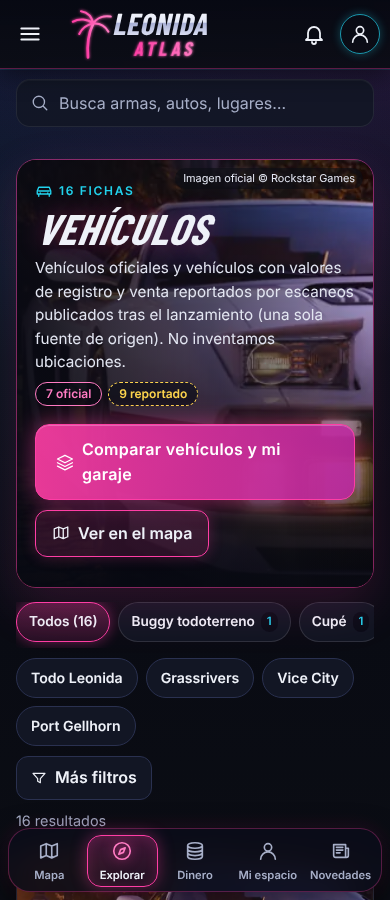 LEONIDA
ATLAS
Busca armas, autos, lugares...
Imagen oficial © Rockstar Games
16 FICHAS
VEHÍCULOS
Vehículos oficiales y vehículos con valores
de registro y venta reportados por escaneos
publicados tras el lanzamiento (una sola
fuente de origen). No inventamos
ubicaciones.
7 oficial
9 reportado
Comparar vehículos y mi
garaje
Ver en el mapa
Todos (16)
Buggy todoterreno 1
Cupé 1
Todo Leonida
Grassrivers
Vice City
Port Gellhorn
Más filtros
16 resultados
Mapa
Explorar
Dinero
Mi espacio
Novedades